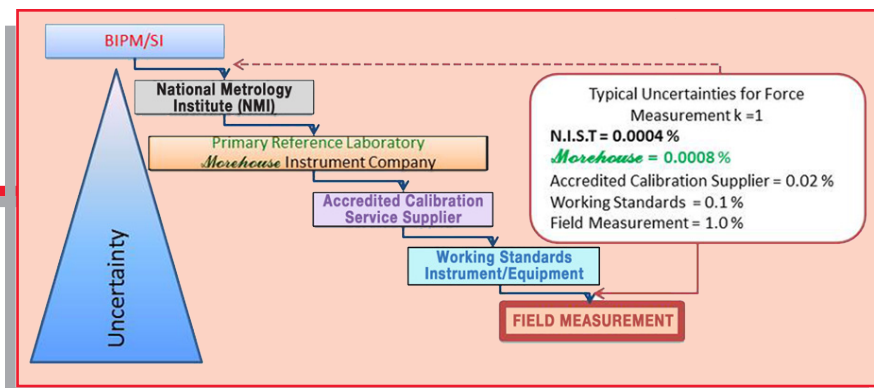 BIPM/SI
National Metrology
Institute (NMI)
Primary Reference Laboratory
Morehouse Instrument Company
Accredited Calibration
Service Supplier
Working Standards
Instrument/Equipment
FIELD MEASUREMENT
Uncertainty
Typical Uncertainties for Force
Measurement k =1
N.I.S.T = 0.0004 %
Morehouse = 0.0008 %
Accredited Calibration Supplier = 0.02 %
Working Standards = 0.1 %
Field Measurement = 1.0 %